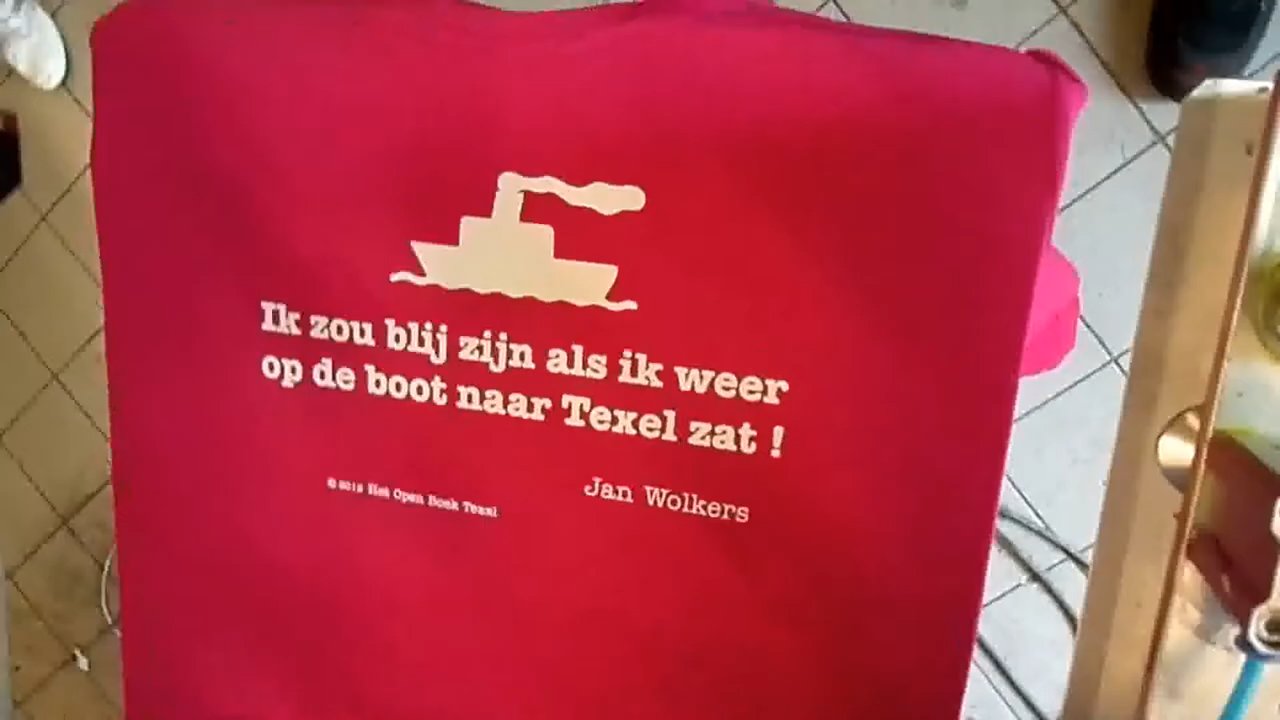 Ik zou blij zijn als ik weer
op de boot naar Texel zat !
Jan Wolkers
Het Open Boek Texel